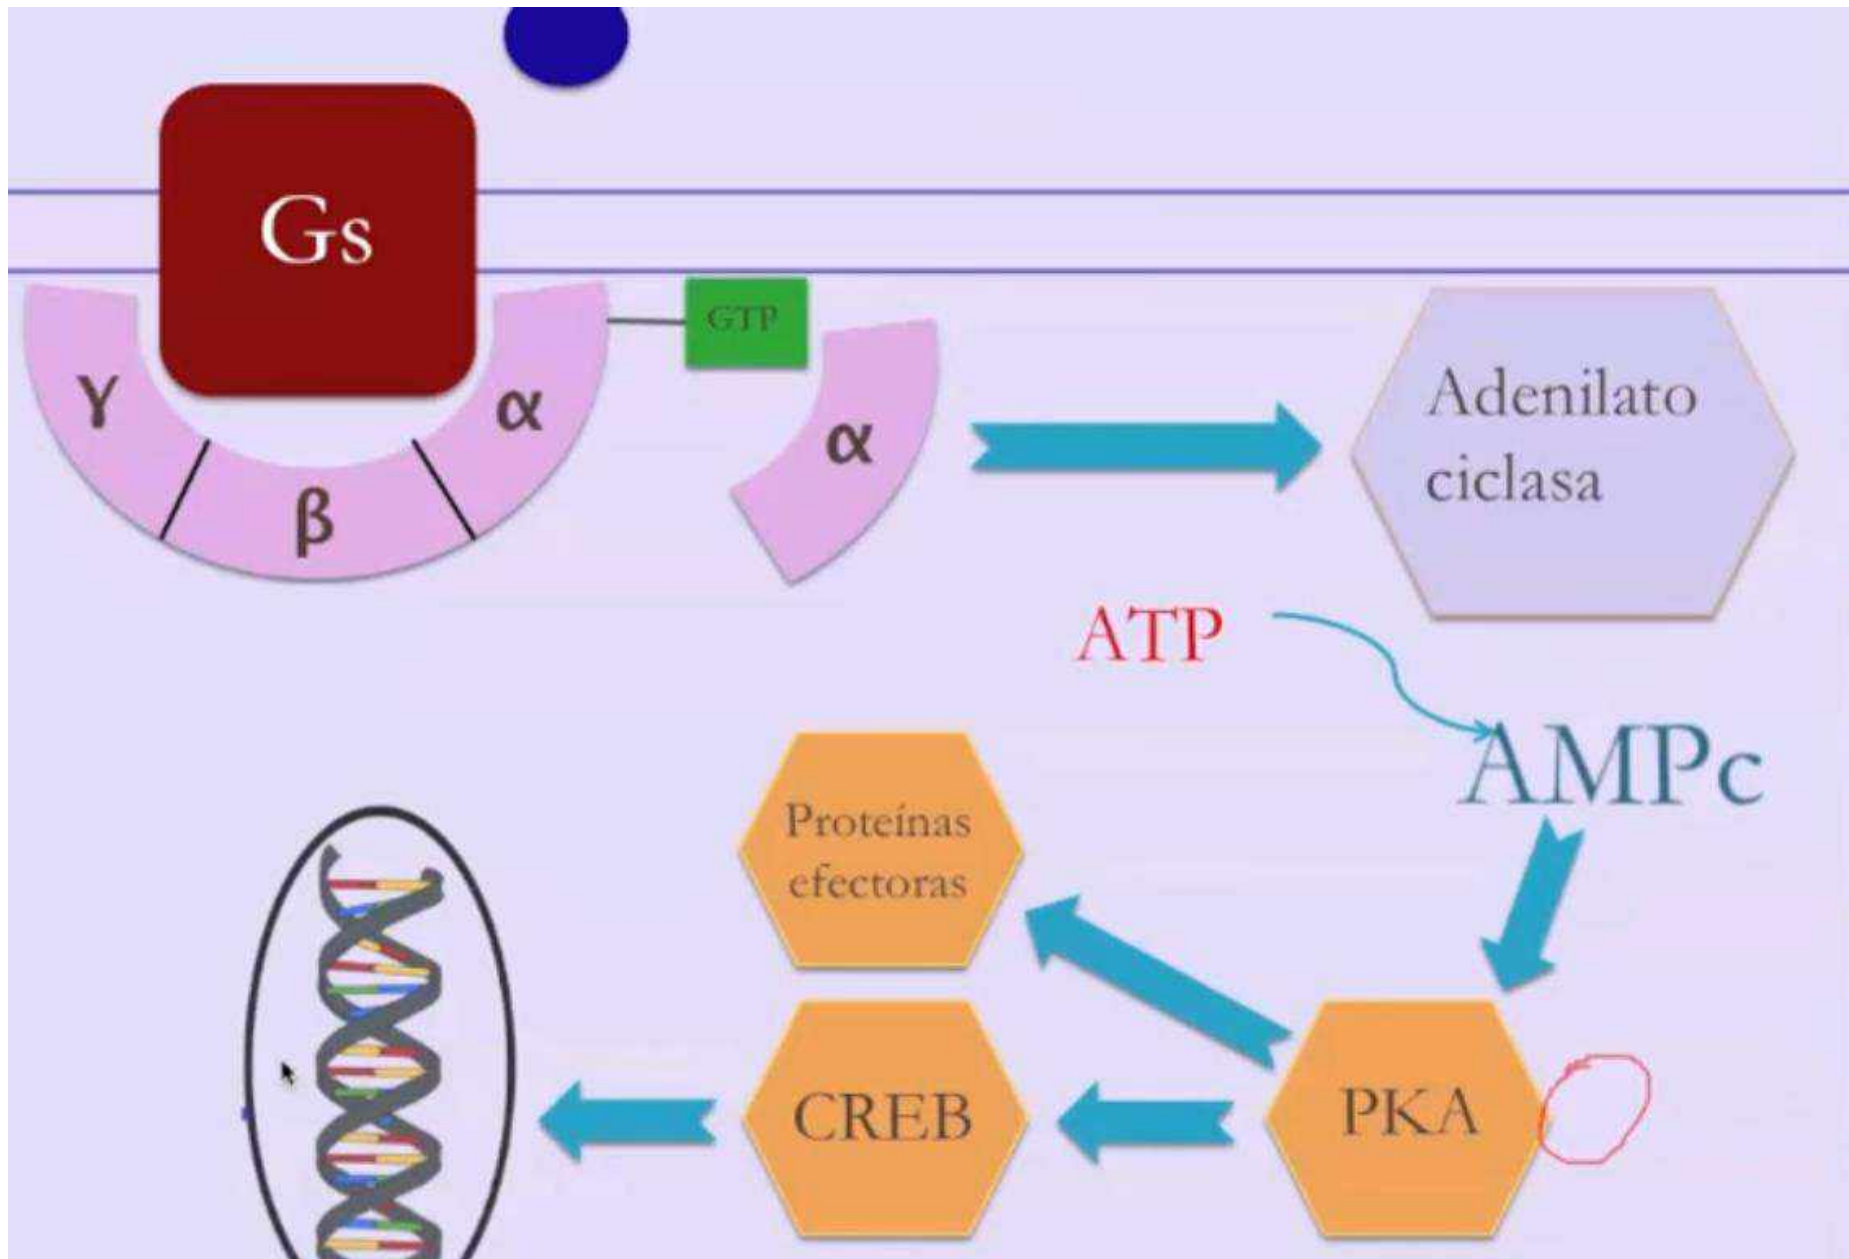 Gs
GTP
γ
α
β
α
Adenilato
ciclasa
ATP
AMPc
Proteínas
efectoras
CREB
PKA